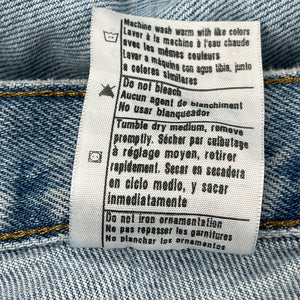 Machine wash warm with like colors
Laver à la machine à l'eau chaude
avec les mêmes couleurs
Lavar a máquina con agua tibia, junto
a colores similares
Do not bleach
Aucun agent de blanchiment
No usar blanqueador
Tumble dry medium, remove
promptly. Sécher par culbutage
à réglage moyen, retirer
rapidement. Secar en secadora
en ciclo medio, y sacar
inmediatamente
Do not iron ornamentation
Ne pas repasser les garnitures
No planchar los ornamentos